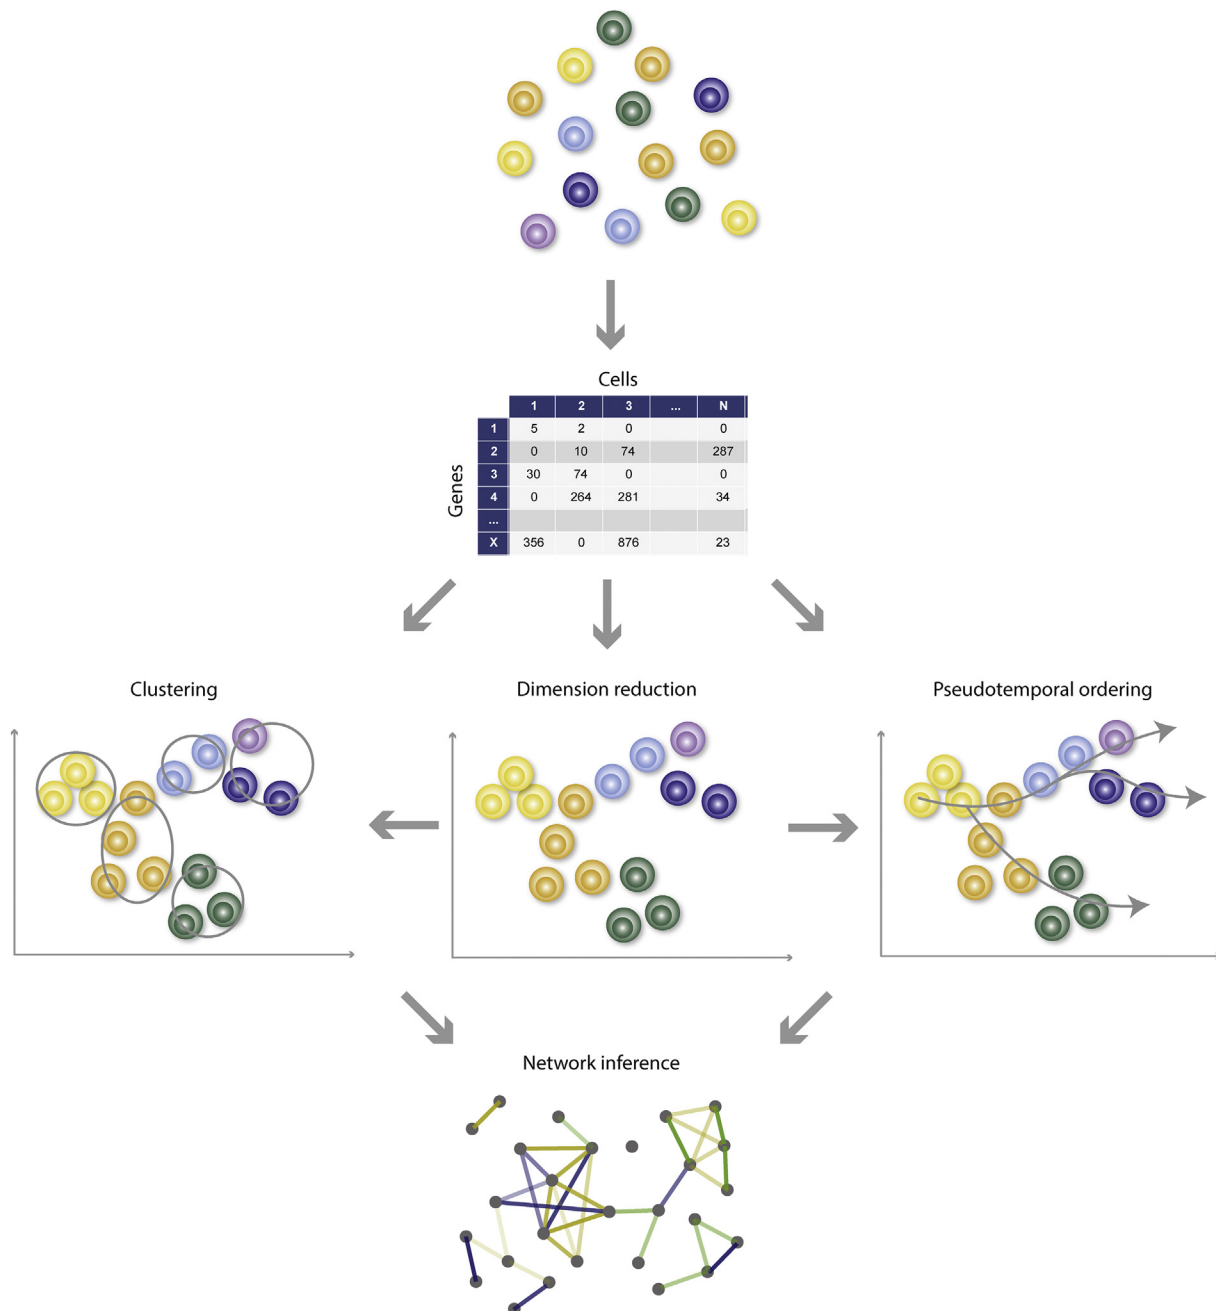 Cells
1 2 3 ... N
Genes
1 5 2 0 0
2 0 10 74 287
3 30 74 0 0
4 0 264 281 34
...
X 356 0 876 23
Clustering
Dimension reduction
Pseudotemporal ordering
Network inference